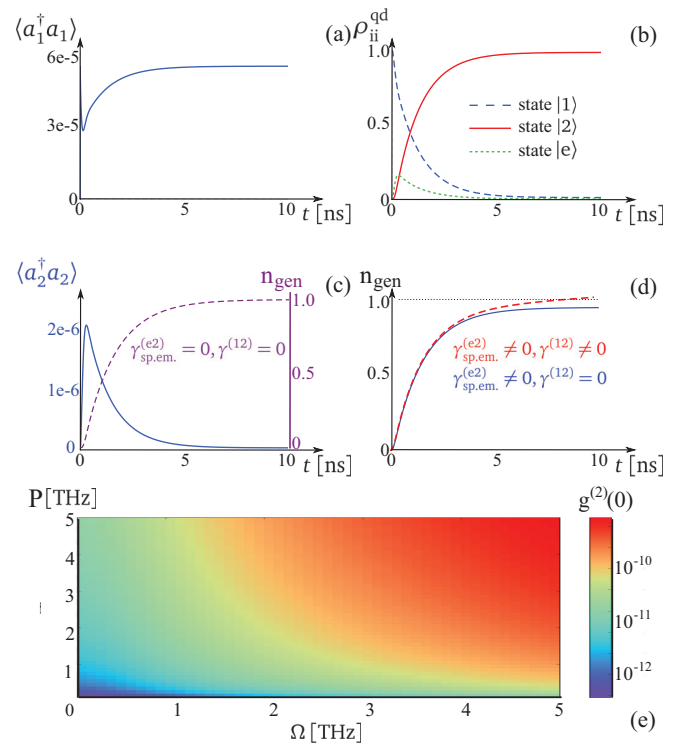 ⟨a₁†a₁⟩ (a)
6e-5
3e-5
0
0 5 10
t [ns]
ρᵢᵢ^qd (b)
1.0
0.5
0
state |1⟩
state |2⟩
state |e⟩
0 5 10
t [ns]
⟨a₂†a₂⟩ (c) n_gen
2e-6
1e-6
0
1.0
0.5
0
γ_sp.em.^(e2) = 0, γ^(12) = 0
0 5 10
t [ns]
n_gen (d)
1.0
0.5
0
γ_sp.em.^(e2) ≠ 0, γ^(12) ≠ 0
γ_sp.em.^(e2) ≠ 0, γ^(12) = 0
0 5 10
t [ns]
P [THz] g^(2)(0)
5
4
3
2
1
0 1 2 3 4 5
Ω [THz]
10^-10
10^-11
10^-12
(e)